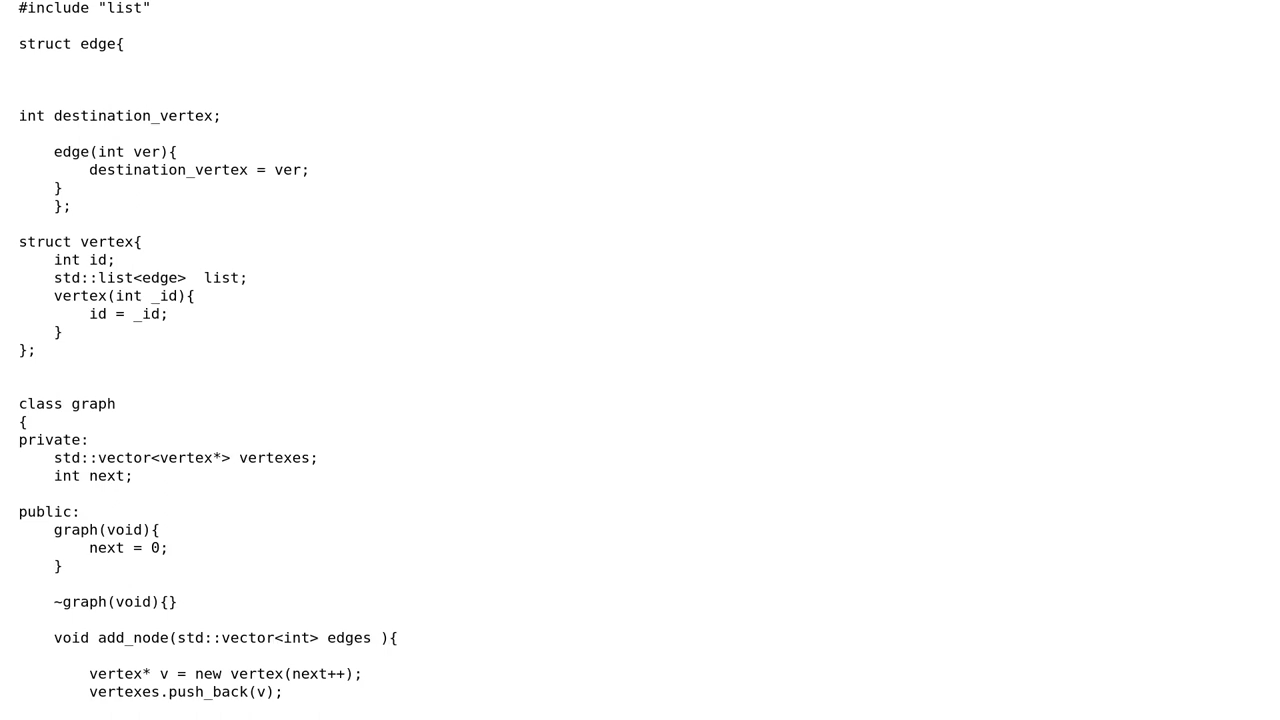 #include "list"
struct edge{
int destination_vertex;
edge(int ver){
destination_vertex = ver;
}
};
struct vertex{
int id;
std::list<edge>  list;
vertex(int _id){
id = _id;
}
};
class graph
{
private:
std::vector<vertex*> vertexes;
int next;
public:
graph(void){
next = 0;
}
~graph(void){}
void add_node(std::vector<int> edges ){
vertex* v = new vertex(next++);
vertexes.push_back(v);